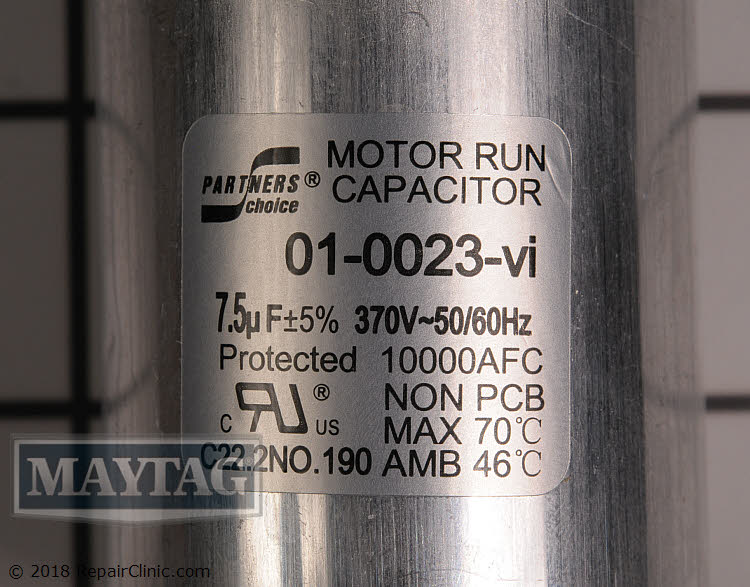 PARTNERS®
choice
MOTOR RUN
CAPACITOR
01-0023-vi
7.5µF±5% 370V~50/60Hz
Protected 10000AFC
NON PCB
C RU® US
MAX 70℃
C22.2NO.190 AMB 46℃
MAYTAG
© 2018 RepairClinic.com®